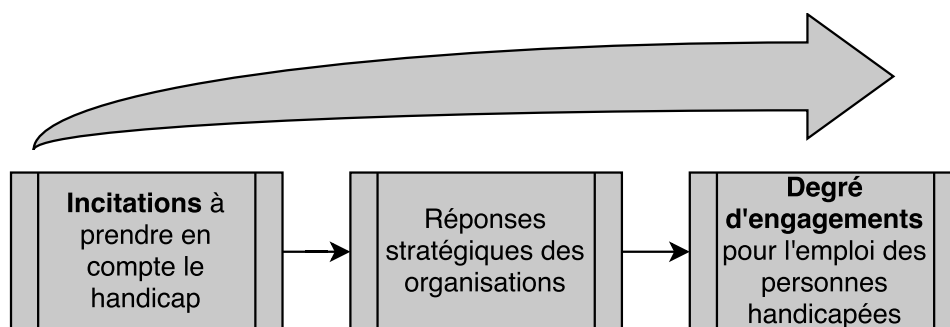 Incitations à
prendre en
compte le
handicap
Réponses
stratégiques des
organisations
Degré
d'engagements
pour l'emploi des
personnes
handicapées